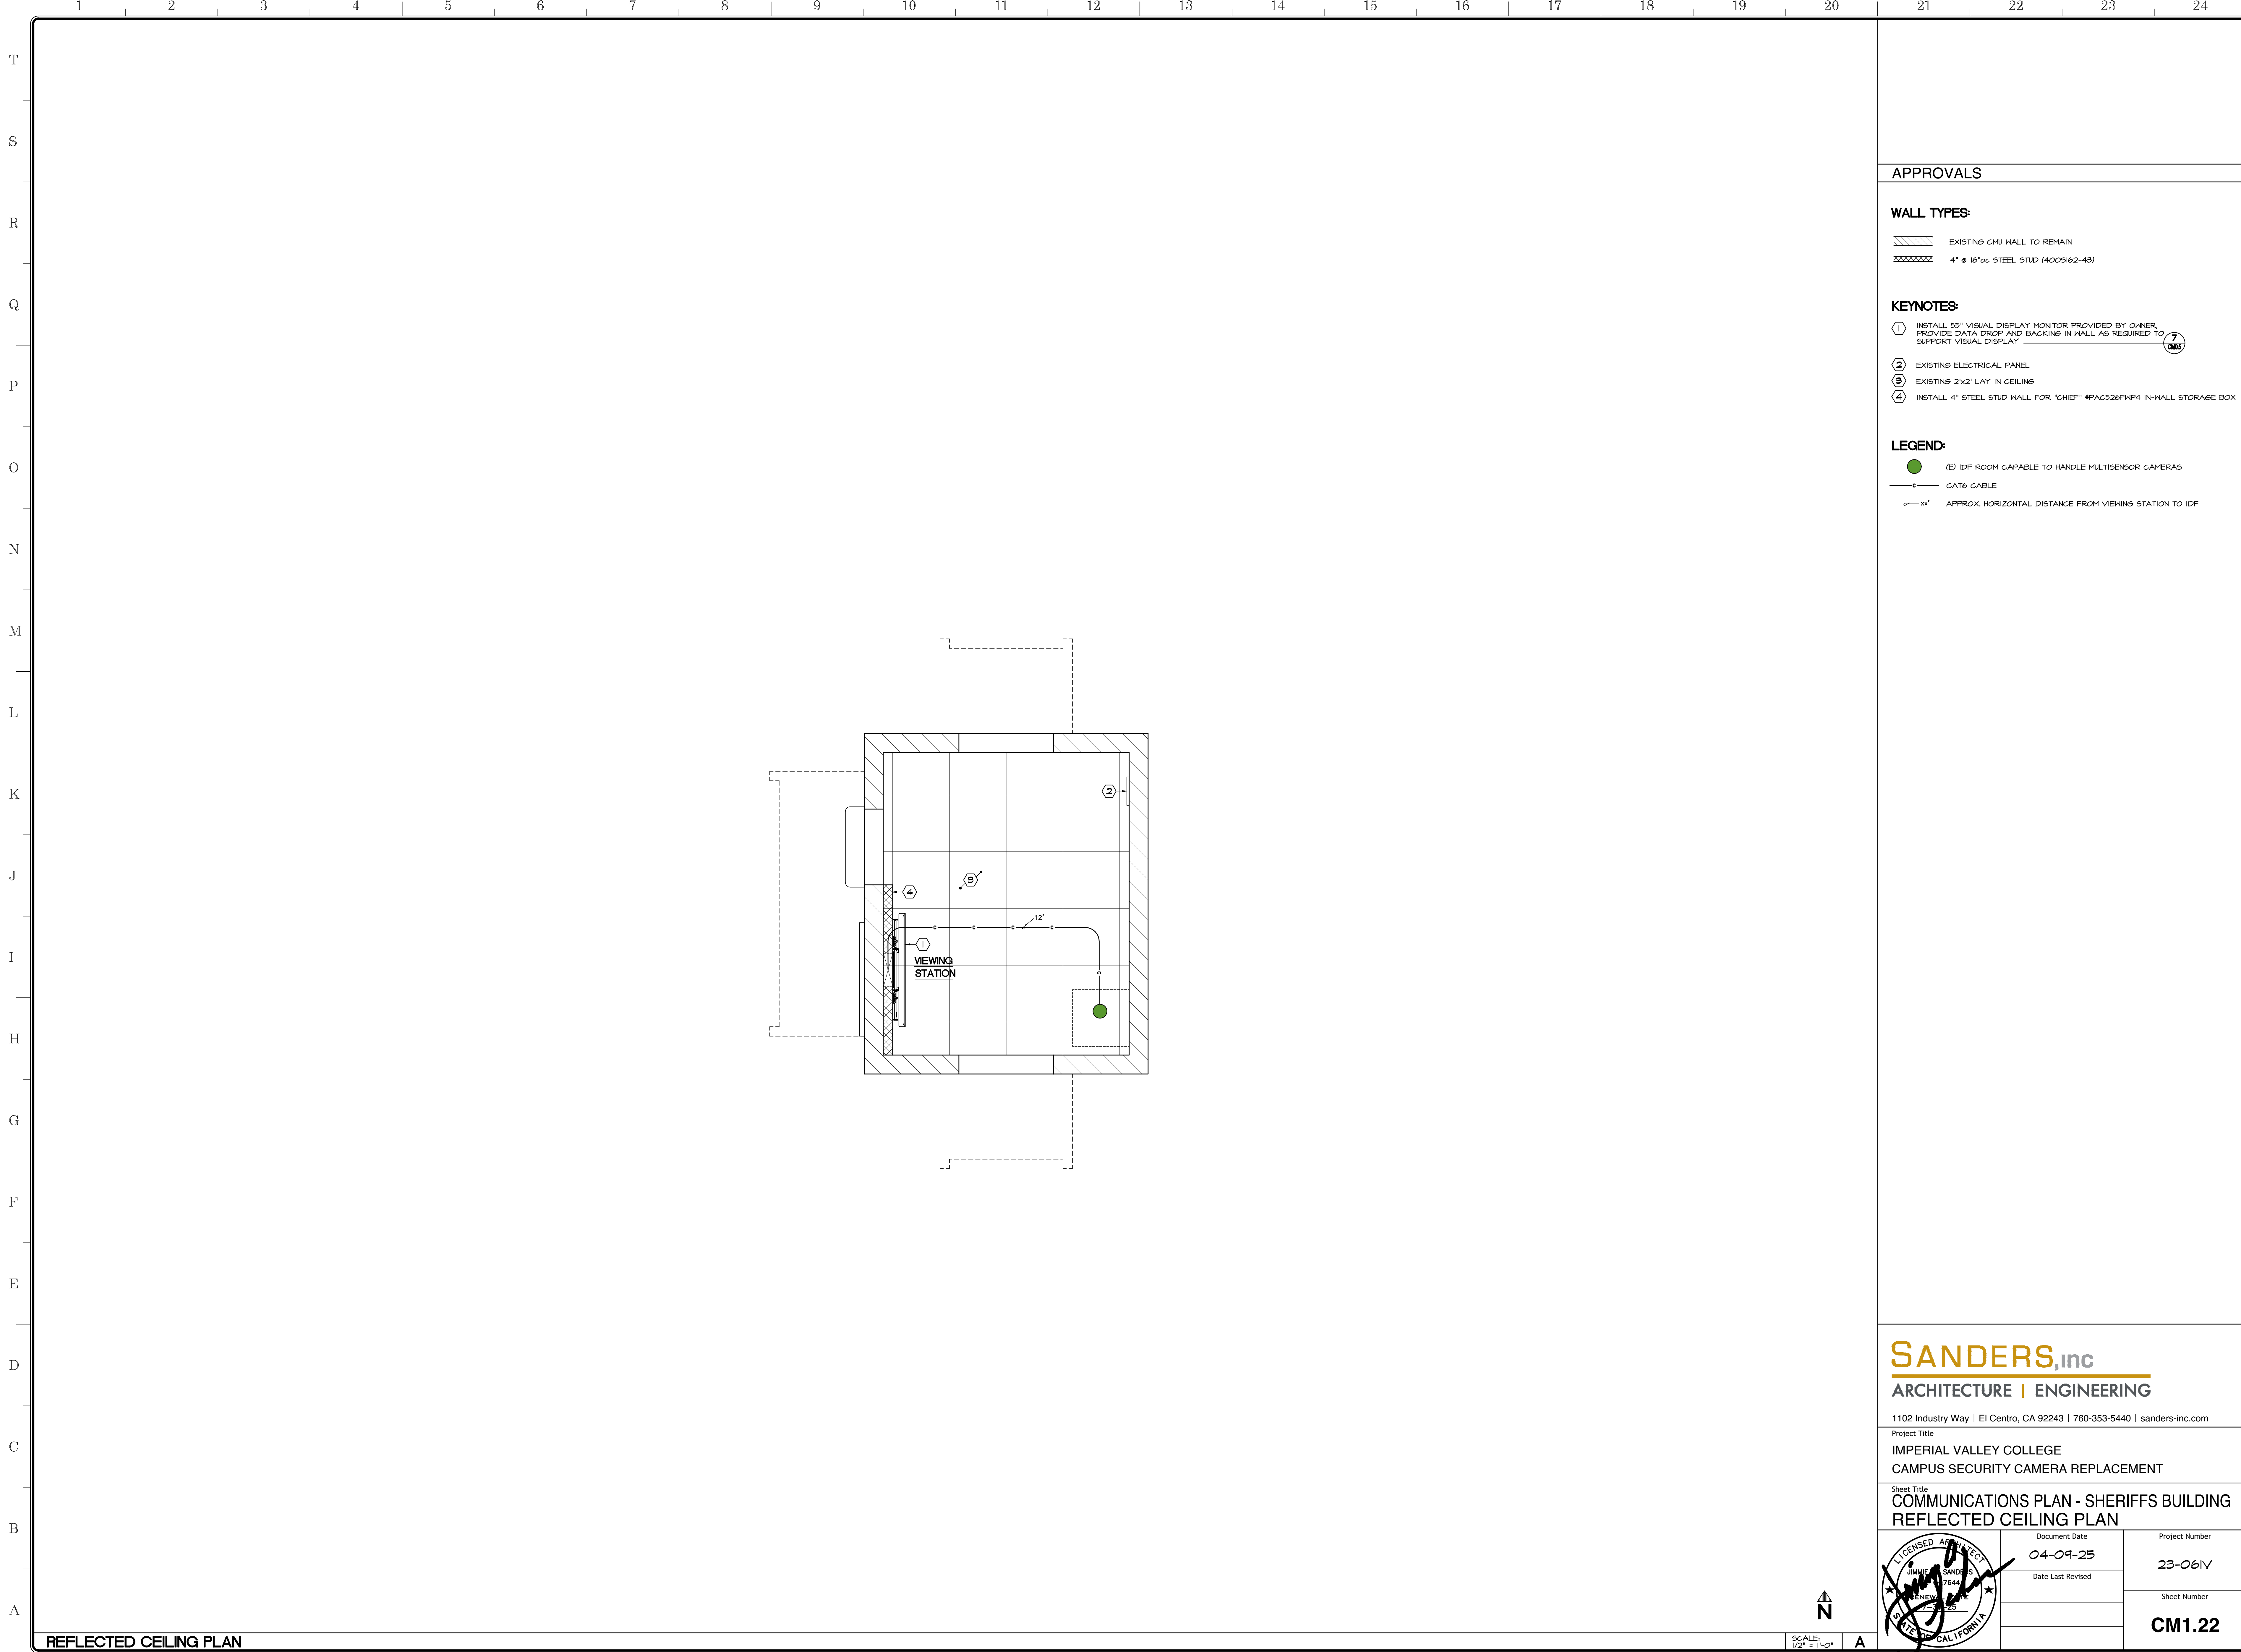 1 2 3 4 5 6 7 8 9 10 11 12 13 14 15 16 17 18 19 20 21 22 23 24
T
S
R
Q
P
O
N
M
L
K
J
I
H
G
F
E
D
C
B
A
2
3
4
12'
C C C C
1
VIEWING
STATION
C
N
REFLECTED CEILING PLAN
SCALE:
1/2" = 1'-0"
A
APPROVALS
WALL TYPES:
EXISTING CMU WALL TO REMAIN
4" @ 16"oc STEEL STUD (400S162-43)
KEYNOTES:
1 INSTALL 55" VISUAL DISPLAY MONITOR PROVIDED BY OWNER,
PROVIDE DATA DROP AND BACKING IN WALL AS REQUIRED TO
SUPPORT VISUAL DISPLAY 7
2 EXISTING ELECTRICAL PANEL
3 EXISTING 2'x2' LAY IN CEILING
4 INSTALL 4" STEEL STUD WALL FOR "CHIEF" #PAC526FWP4 IN-WALL STORAGE BOX
LEGEND:
(E) IDF ROOM CAPABLE TO HANDLE MULTISENSOR CAMERAS
C CAT6 CABLE
xx' APPROX. HORIZONTAL DISTANCE FROM VIEWING STATION TO IDF
SANDERS,inc
ARCHITECTURE | ENGINEERING
1102 Industry Way | El Centro, CA 92243 | 760-353-5440 | sanders-inc.com
Project Title
IMPERIAL VALLEY COLLEGE
CAMPUS SECURITY CAMERA REPLACEMENT
Sheet Title
COMMUNICATIONS PLAN - SHERIFFS BUILDING
REFLECTED CEILING PLAN
LICENSED ARCHITECT
JIMMIE SANDERS
7644
STATE OF CALIFORNIA
Document Date
04-09-25
Date Last Revised
Project Number
23-06IV
Sheet Number
CM1.22